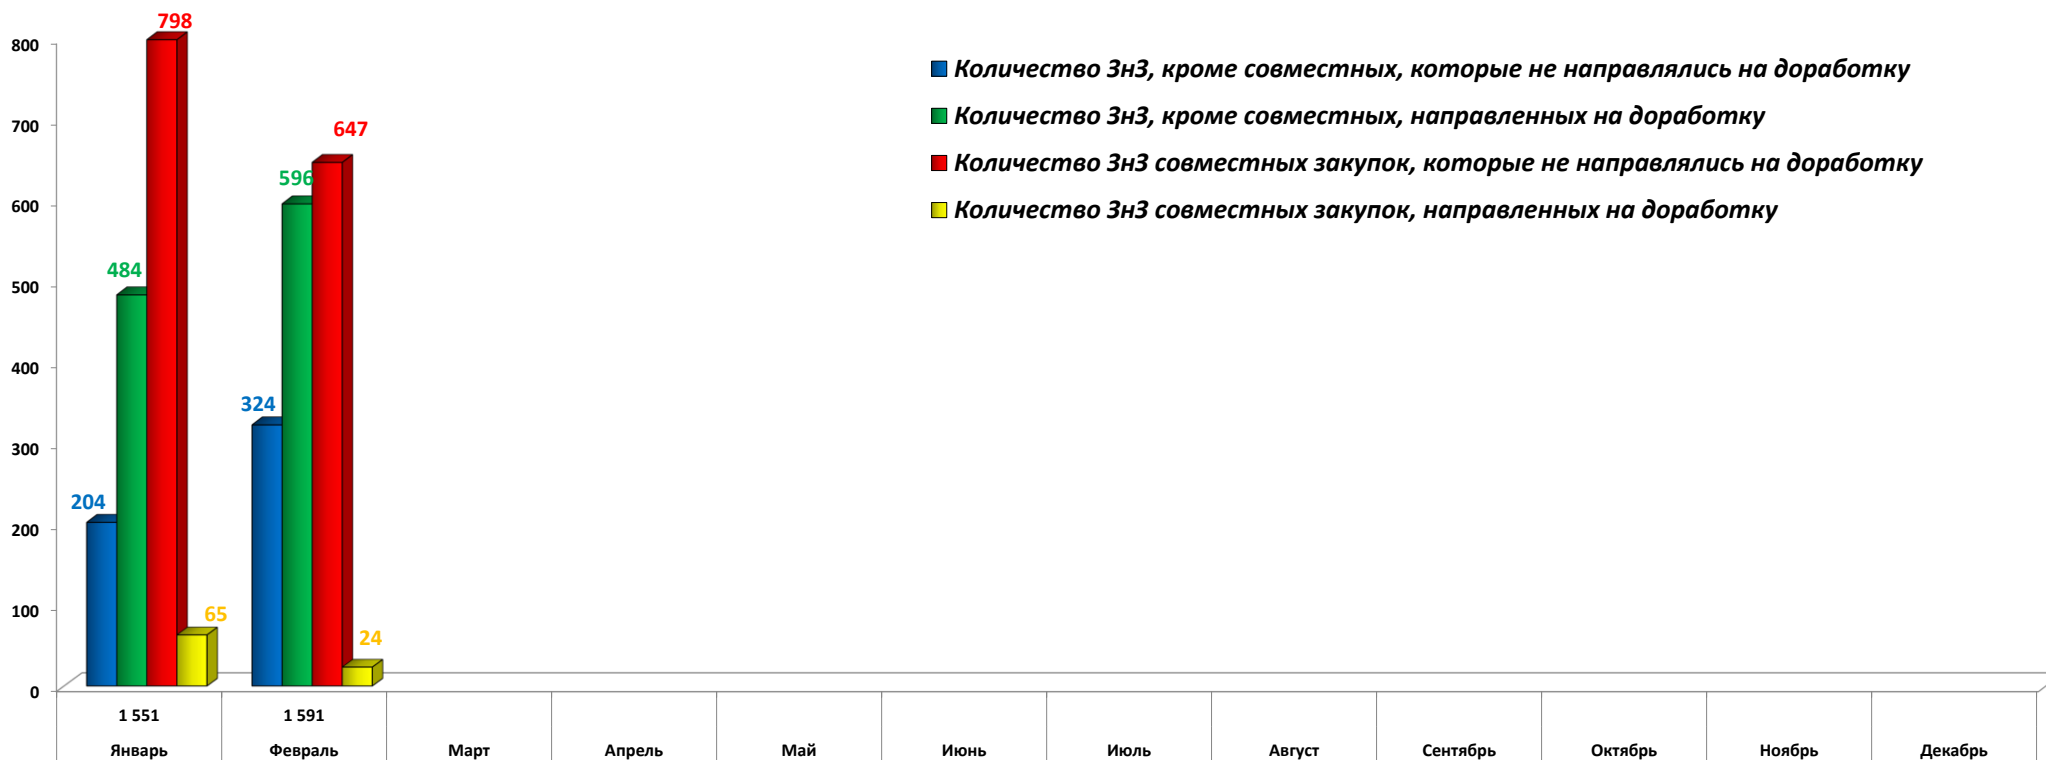 798
800
Количество ЗнЗ, кроме совместных, которые не направлялись на доработку
Количество ЗнЗ, кроме совместных, направленных на доработку
700
647
Количество ЗнЗ совместных закупок, которые не направлялись на доработку
596
600
Количество ЗнЗ совместных закупок, направленных на доработку
484
500
400
324
300
204
200
100
65
24
0
1 551
1 591
Январь
Февраль
Март
Апрель
Май
Июнь
Июль
Август
Сентябрь
Октябрь
Ноябрь
Декабрь